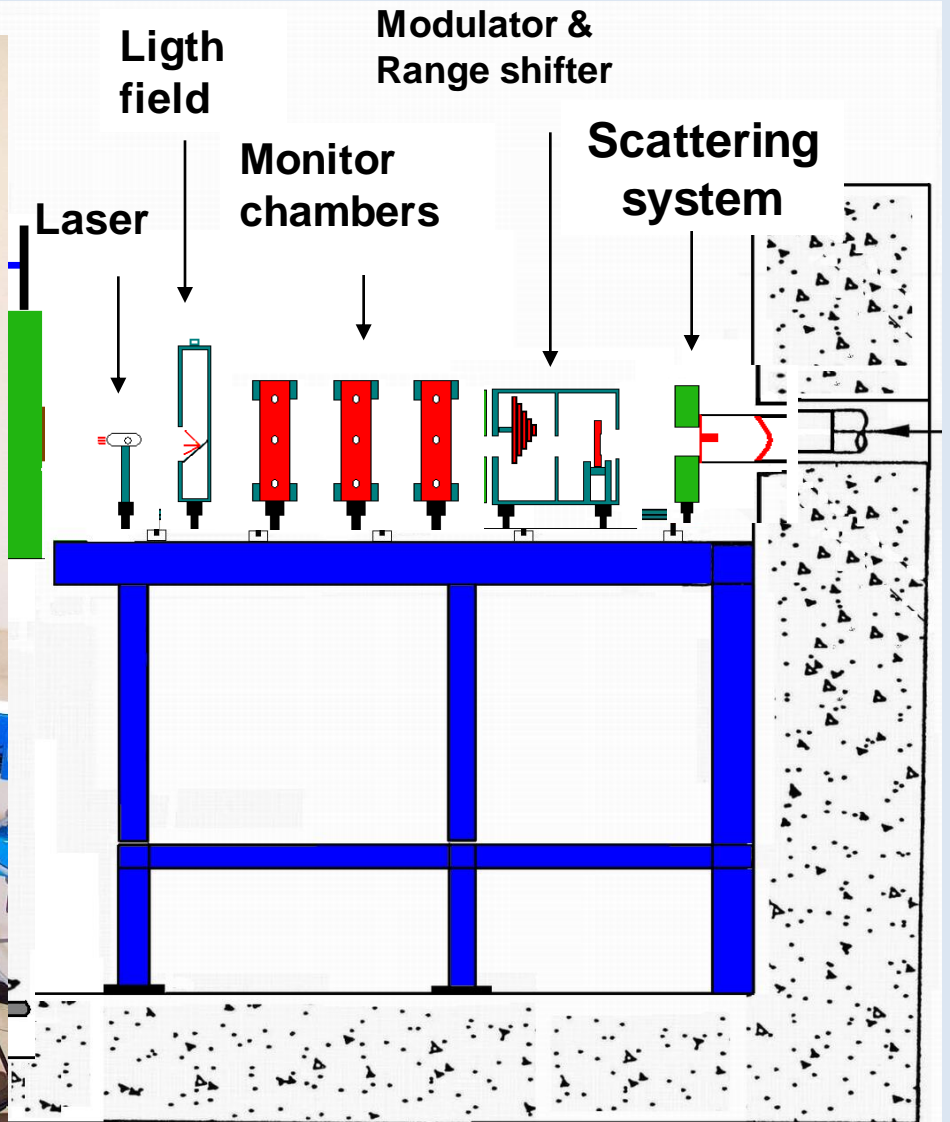 Ligth
field
Modulator &
Range shifter
Monitor
chambers
Scattering
system
Laser